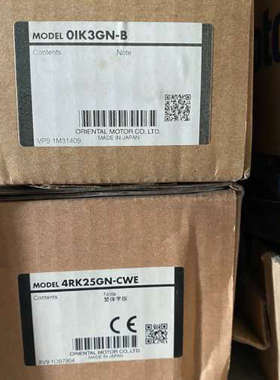 MODEL 0IK3GN-B
Contents Note
ORIENTAL MOTOR CO.,LTD.
MADE IN JAPAN
MODEL 4RK25GN-CWE
Contents Note
CE
ORIENTAL MOTOR CO.,LTD.
MADE IN JAPAN